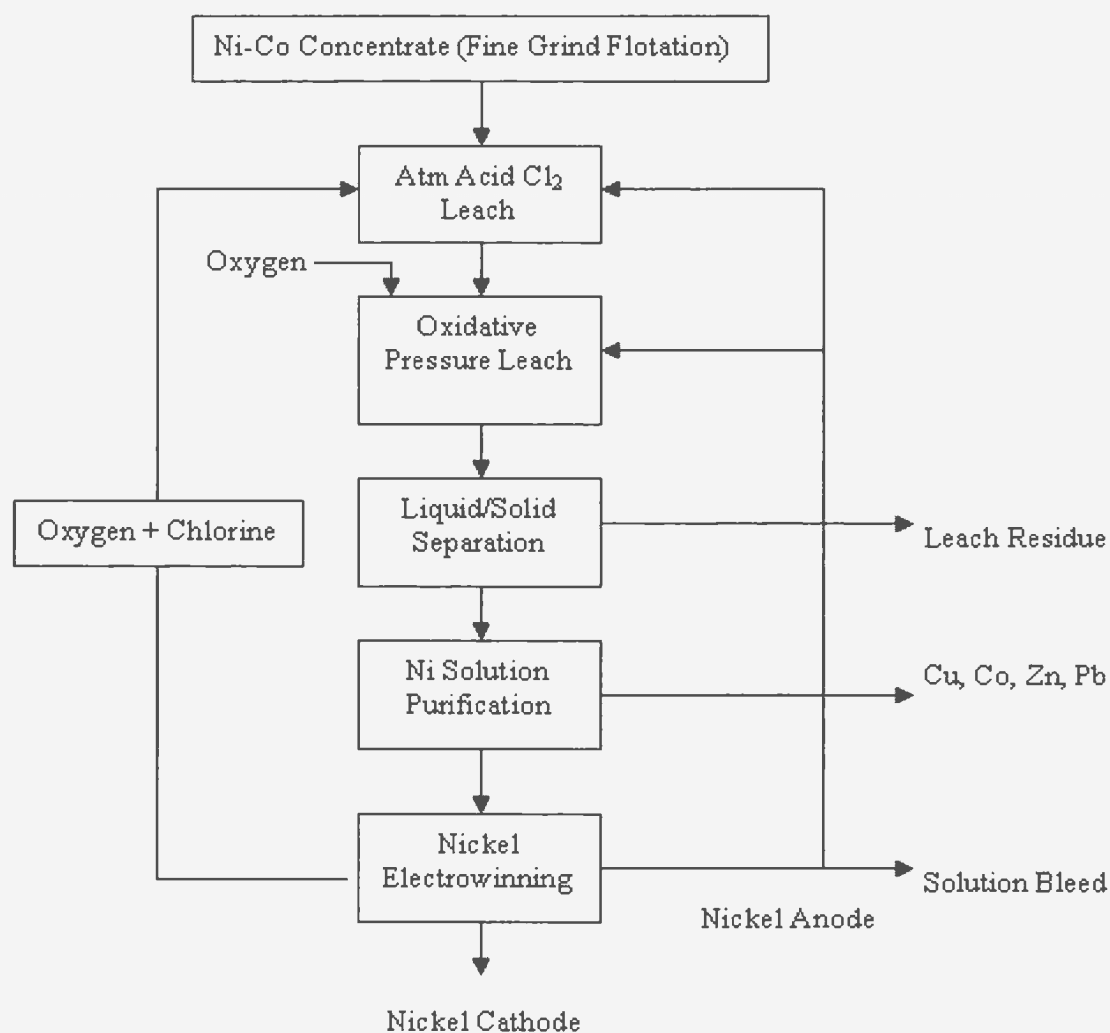 Ni-Co Concentrate (Fine Grind Flotation)
Atm Acid Cl₂
Leach
Oxygen
Oxidative
Pressure Leach
Oxygen + Chlorine
Liquid/Solid
Separation
Leach Residue
Ni Solution
Purification
Cu, Co, Zn, Pb
Nickel
Electrowinning
Solution Bleed
Nickel Anode
Nickel Cathode